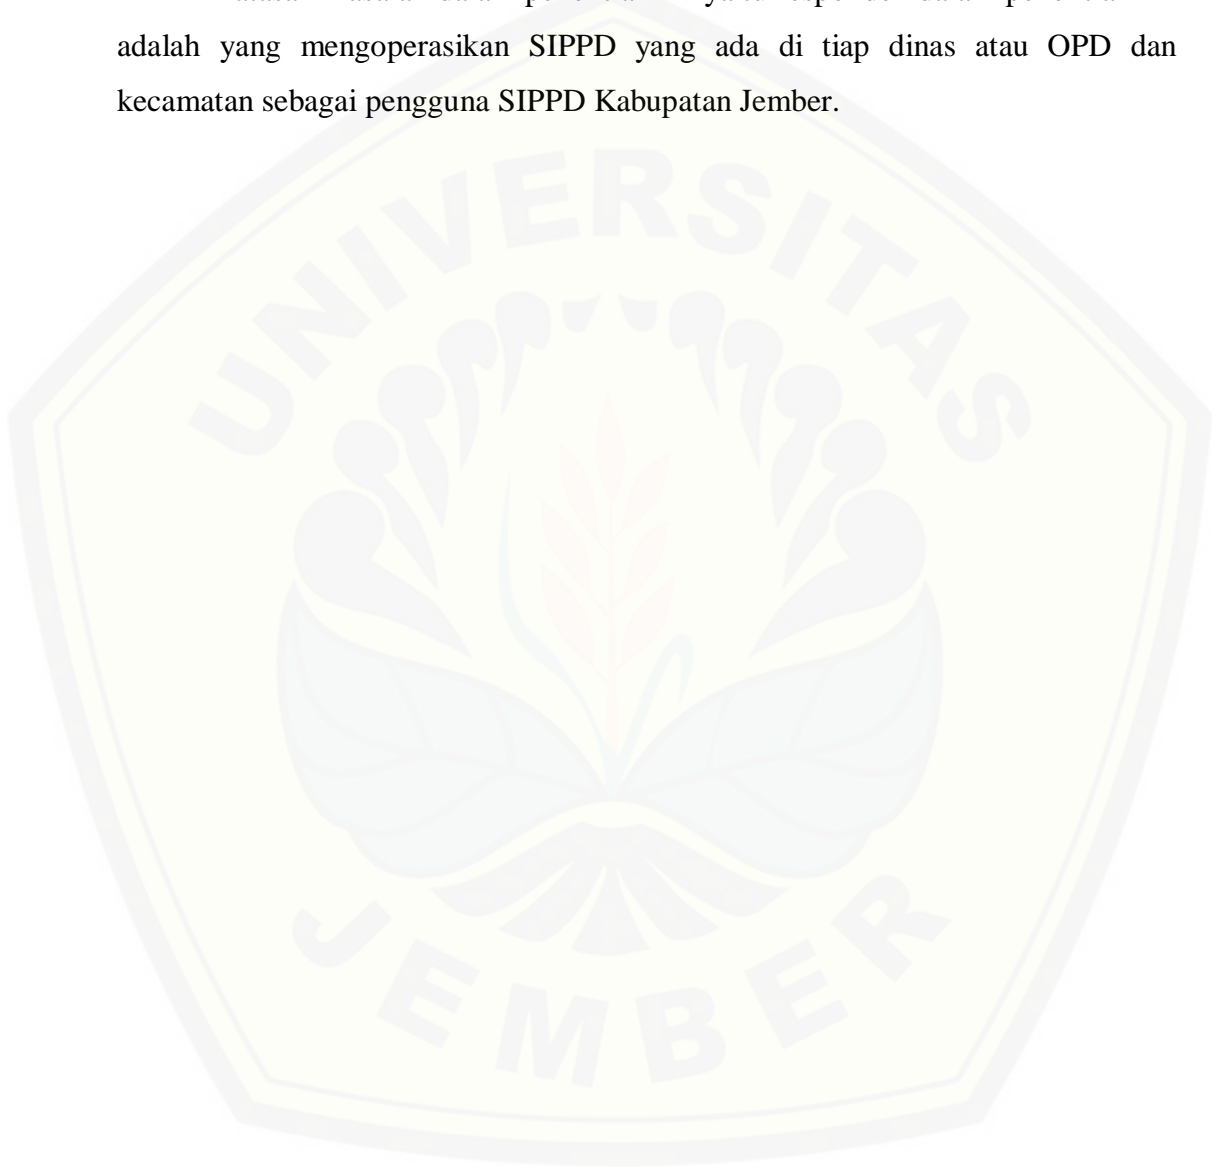 adalah yang mengoperasikan SIPPD yang ada di tiap dinas atau OPD dan
kecamatan sebagai pengguna SIPPD Kabupatan Jember.
UNIVERSITAS
JEMBER